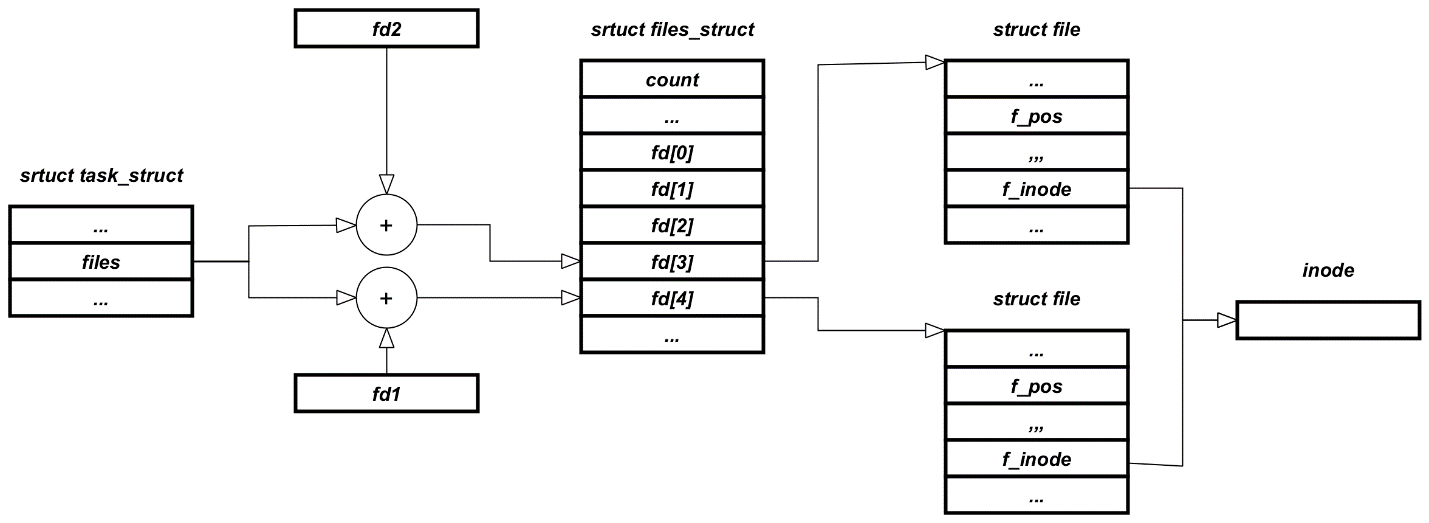 fd2
srtuct files_struct
struct file
count
...
fd[0]
fd[1]
fd[2]
fd[3]
fd[4]
...
...
f_pos
,,,
f_inode
...
srtuct task_struct
...
files
...
+
+
fd1
struct file
...
f_pos
,,,
f_inode
...
inode